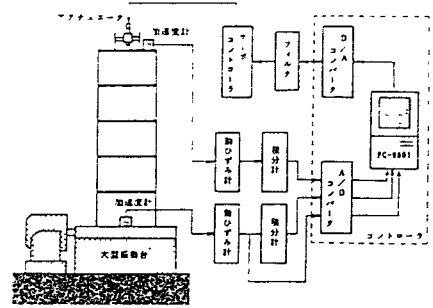 アクチュエータ
加速度計
サーボコントローラ
フィルタ
D/Aコンバータ
PC-9801
動ひずみ計
積分計
A/Dコンバータ
加速度計
動ひずみ計
積分計
大型振動台
コントローラ